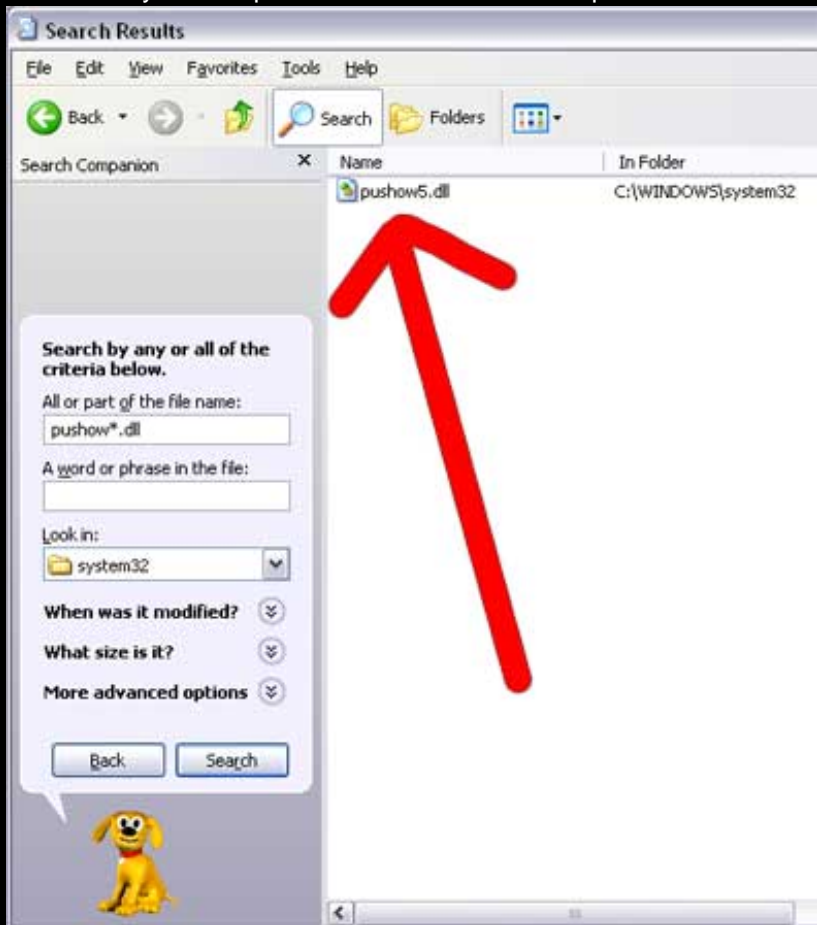 Search Results
File Edit View Favorites Tools Help
Back Search Folders
Search Companion
Name In Folder
pushow5.dll C:\WINDOWS\system32
Search by any or all of the
criteria below.
All or part of the file name:
pushow*.dll
A word or phrase in the file:
Look in:
system32
When was it modified?
What size is it?
More advanced options
Back Search